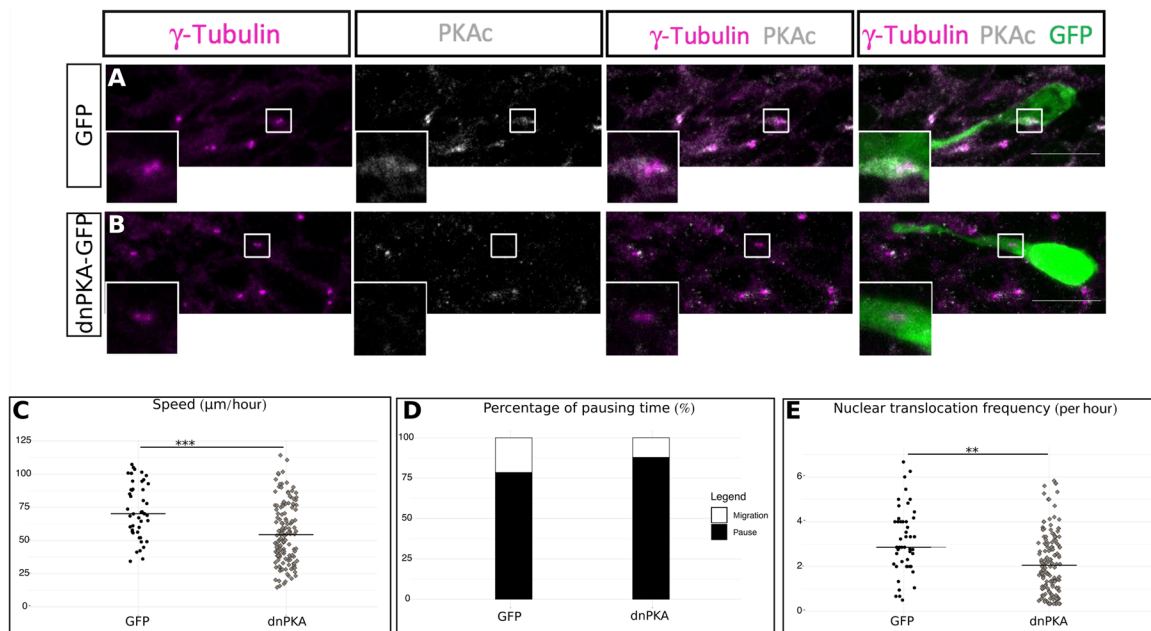 γ-Tubulin
PKAc
γ-Tubulin PKAc
γ-Tubulin PKAc GFP
GFP
A
dnPKA-GFP
B
C
Speed (μm/hour)
***
125
100
75
50
25
0
GFP
dnPKA
D
Percentage of pausing time (%)
100
75
50
25
0
GFP
dnPKA
Legend
Migration
Pause
E
Nuclear translocation frequency (per hour)
**
6
4
2
0
GFP
dnPKA